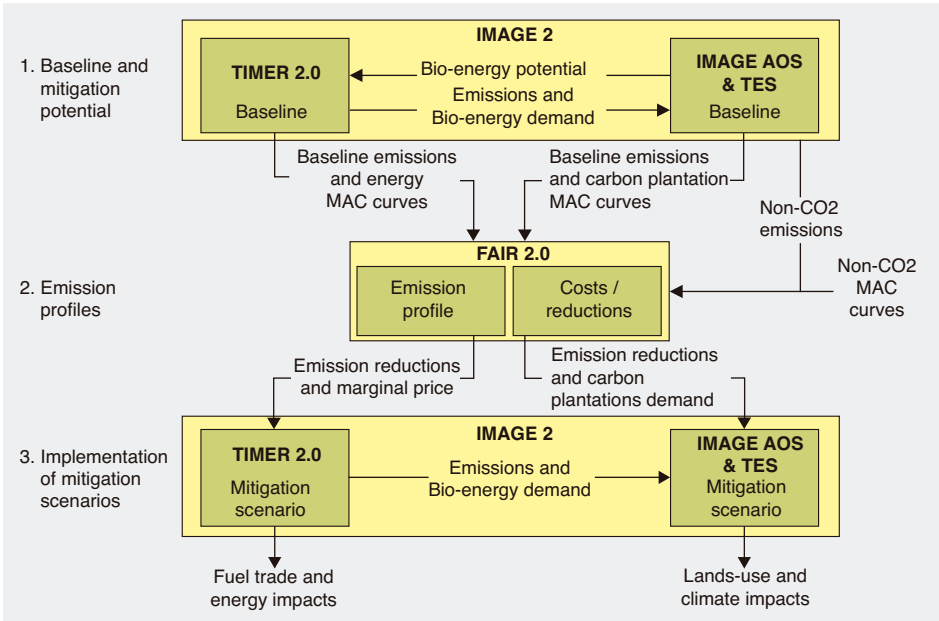 IMAGE 2
1. Baseline and
mitigation
potential
TIMER 2.0
Baseline
Bio-energy potential
Emissions and
Bio-energy demand
IMAGE AOS
& TES
Baseline
Baseline emissions
and energy
MAC curves
Baseline emissions
and carbon plantation
MAC curves
Non-CO2
emissions
Non-CO2
MAC
curves
2. Emission
profiles
FAIR 2.0
Emission
profile
Costs /
reductions
Emission reductions
and marginal price
Emission reductions
and carbon
plantations demand
3. Implementation
of mitigation
scenarios
IMAGE 2
TIMER 2.0
Mitigation
scenario
Emissions and
Bio-energy demand
IMAGE AOS
& TES
Mitigation
scenario
Fuel trade and
energy impacts
Lands-use and
climate impacts